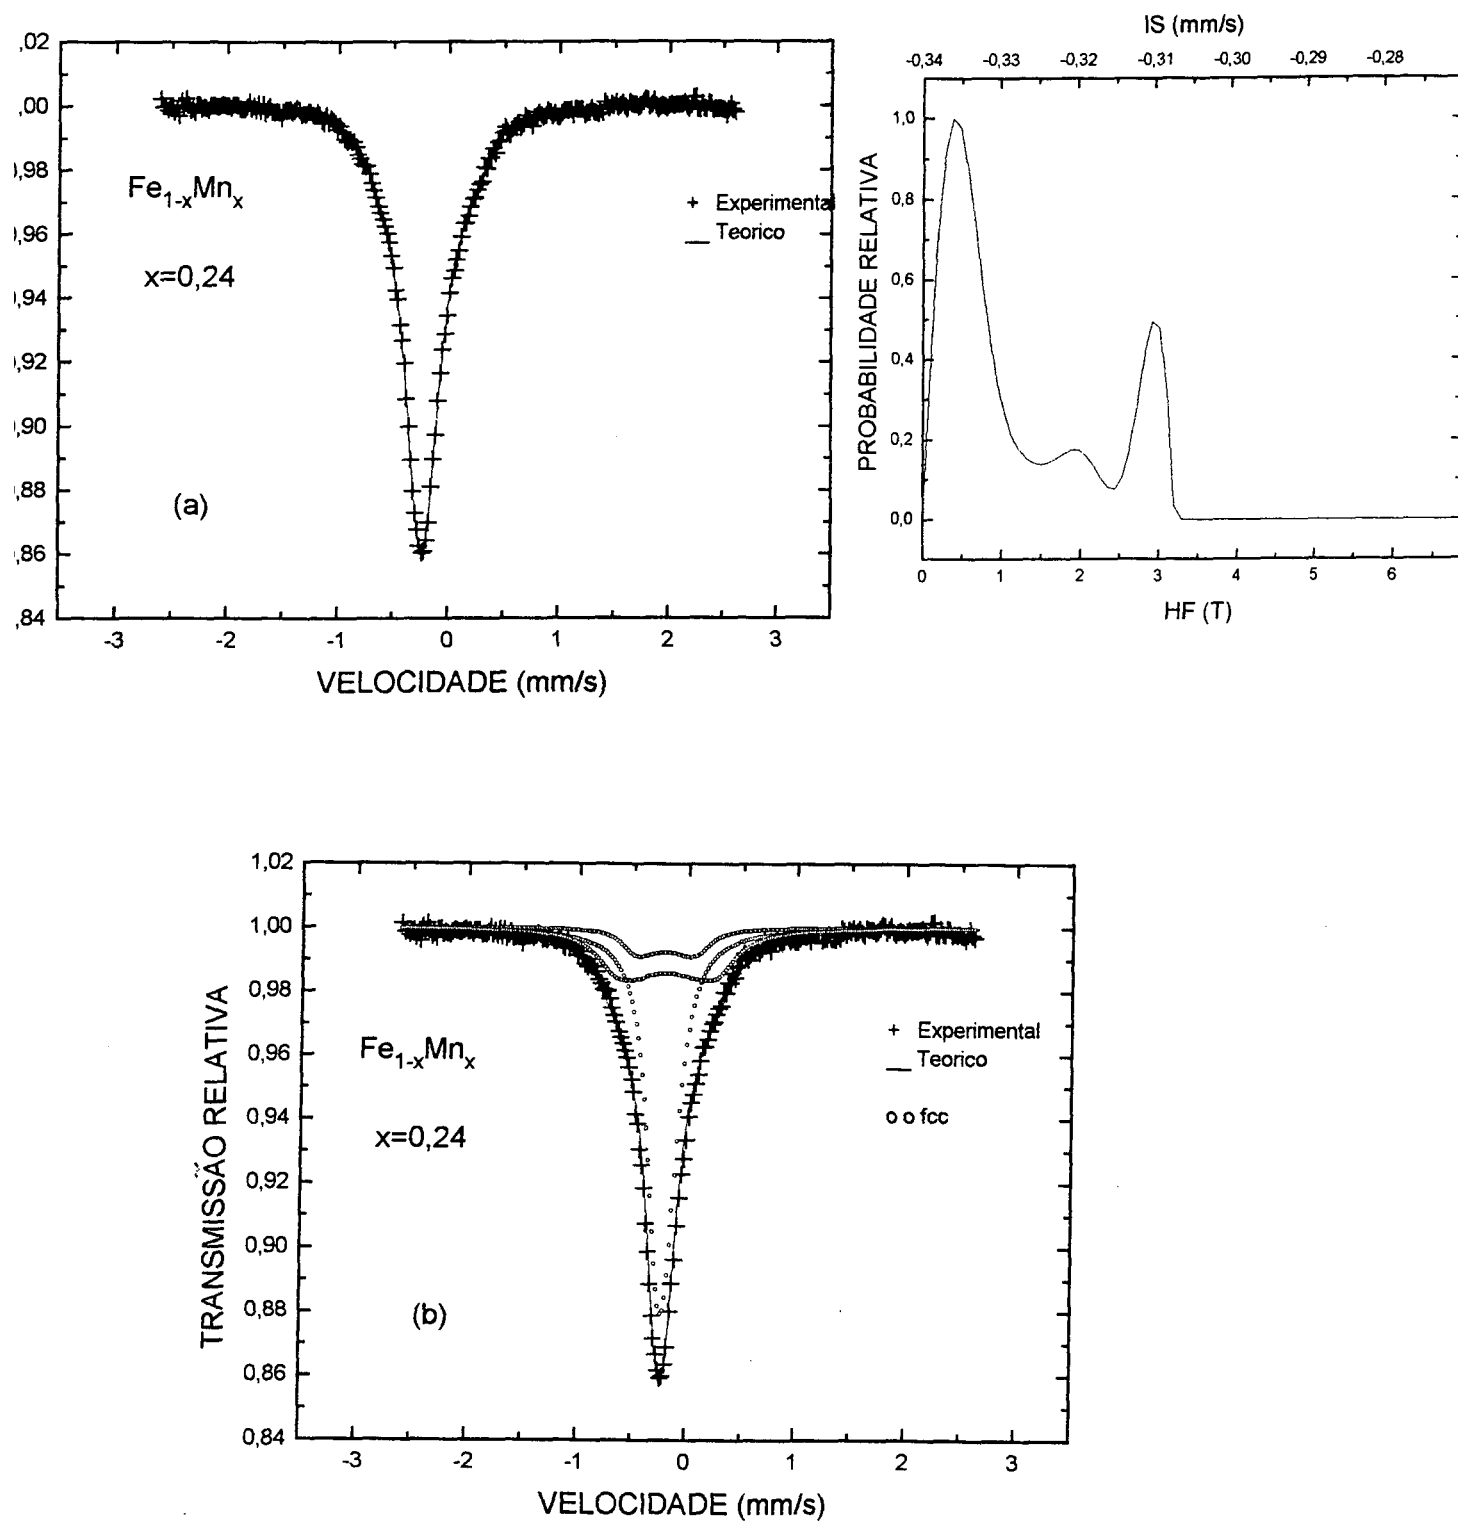 ,02
,00
,98
,96
,94
,92
,90
,88
,86
,84
Fe1-xMnx
x=0,24
(a)
+ Experimental
__ Teorico
-3 -2 -1 0 1 2 3
VELOCIDADE (mm/s)
IS (mm/s)
-0,34 -0,33 -0,32 -0,31 -0,30 -0,29 -0,28
PROBABILIDADE RELATIVA
1,0
0,8
0,6
0,4
0,2
0,0
0 1 2 3 4 5 6
HF (T)
TRANSMISSÃO RELATIVA
1,02
1,00
0,98
0,96
0,94
0,92
0,90
0,88
0,86
0,84
Fe1-xMnx
x=0,24
(b)
+ Experimental
__ Teorico
o o fcc
-3 -2 -1 0 1 2 3
VELOCIDADE (mm/s)